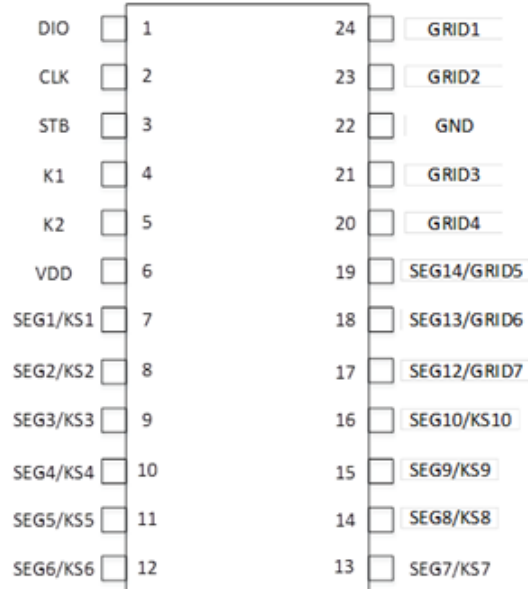 DIO 1 24 GRID1
CLK 2 23 GRID2
STB 3 22 GND
K1 4 21 GRID3
K2 5 20 GRID4
VDD 6 19 SEG14/GRID5
SEG1/KS1 7 18 SEG13/GRID6
SEG2/KS2 8 17 SEG12/GRID7
SEG3/KS3 9 16 SEG10/KS10
SEG4/KS4 10 15 SEG9/KS9
SEG5/KS5 11 14 SEG8/KS8
SEG6/KS6 12 13 SEG7/KS7